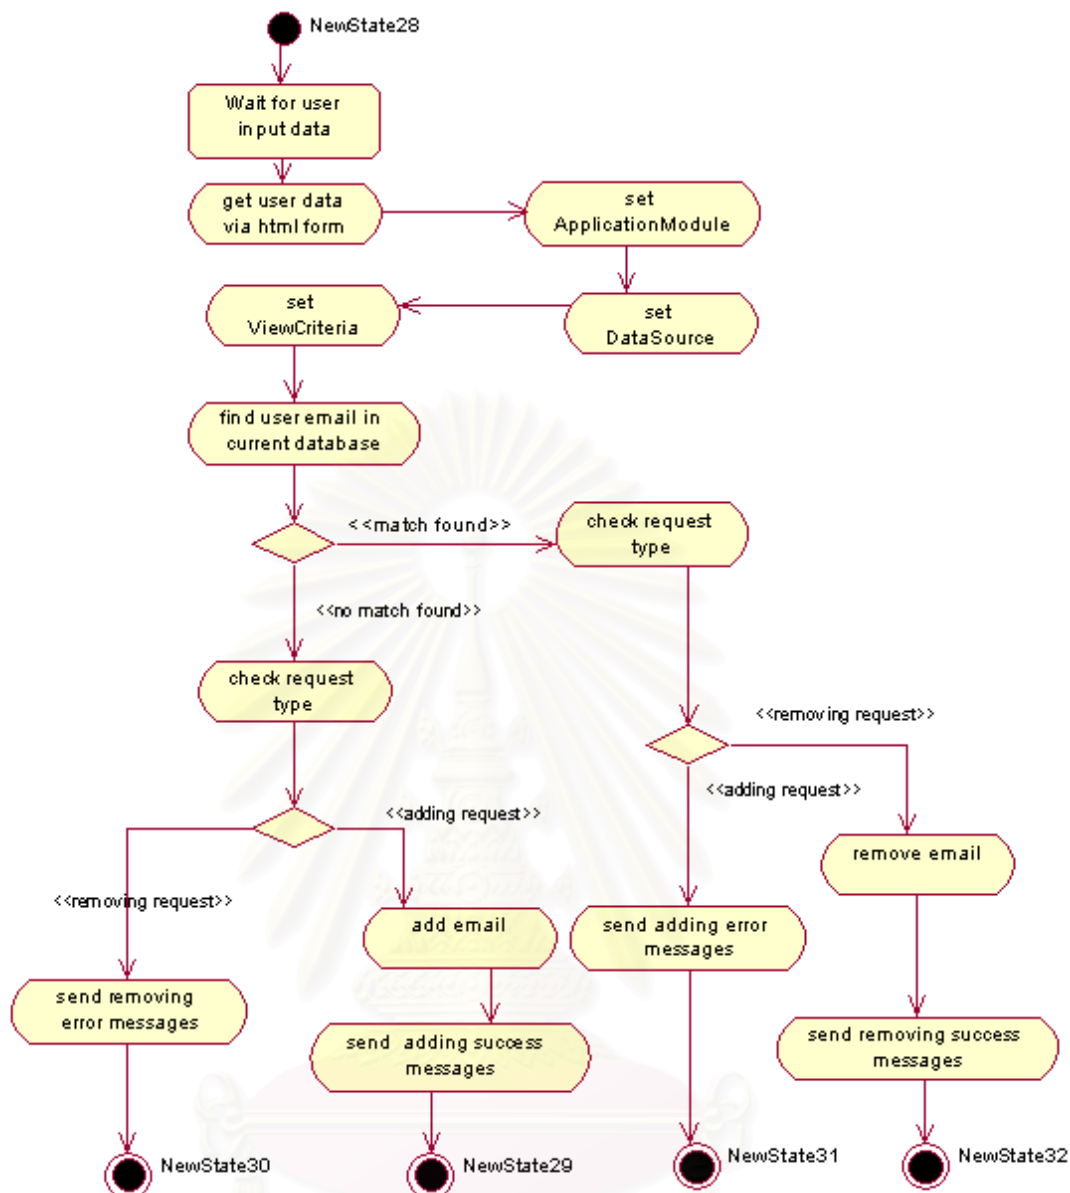 NewState28
Wait for user
input data
get user data
via html form
set
ApplicationModule
set
ViewCriteria
set
DataSource
find user email in
current database
<<match found>>
check request
type
<<no match found>>
check request
type
<<removing request>>
<<adding request>>
<<adding request>>
remove email
<<removing request>>
add email
send adding error
messages
send removing
error messages
send adding success
messages
send removing success
messages
NewState30
NewState29
NewState31
NewState32